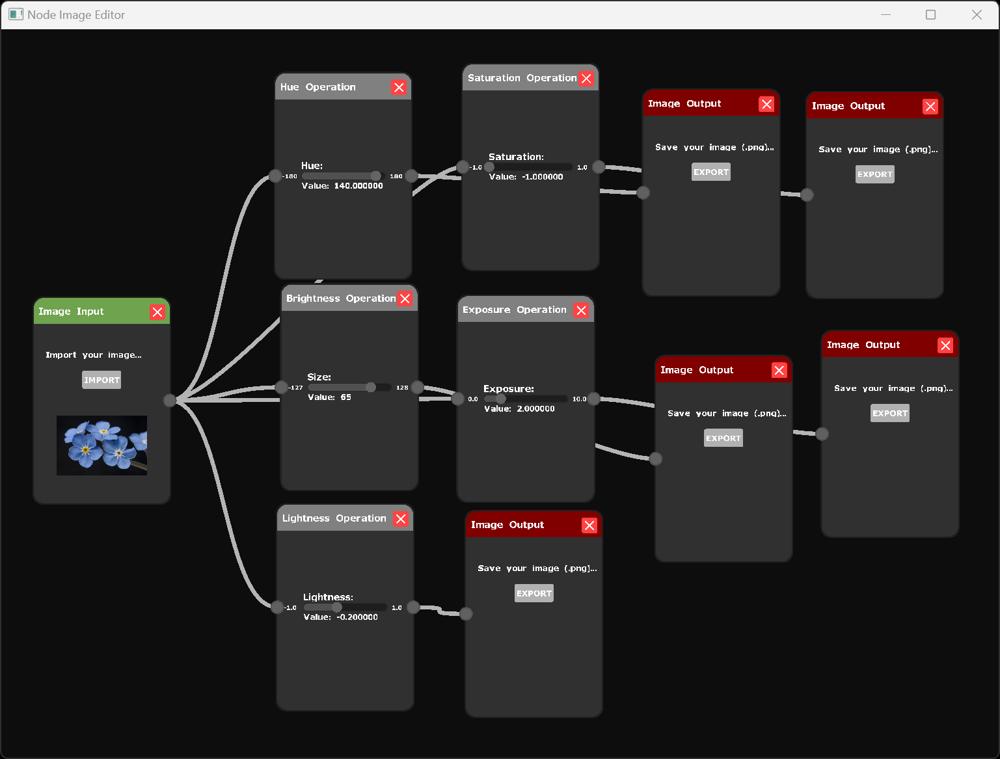 Node Image Editor
Hue Operation
Hue:
-180
180
Value: 140.000000
Saturation Operation
Saturation:
-1.0
1.0
Value: -1.000000
Image Output
Save your image (.png)...
EXPORT
Image Output
Save your image (.png)...
EXPORT
Image Input
Import your image...
IMPORT
Brightness Operation
Size:
-127
128
Value: 65
Exposure Operation
Exposure:
0.0
10.0
Value: 2.000000
Image Output
Save your image (.png)...
EXPORT
Image Output
Save your image (.png)...
EXPORT
Lightness Operation
Lightness:
-1.0
1.0
Value: -0.200000
Image Output
Save your image (.png)...
EXPORT